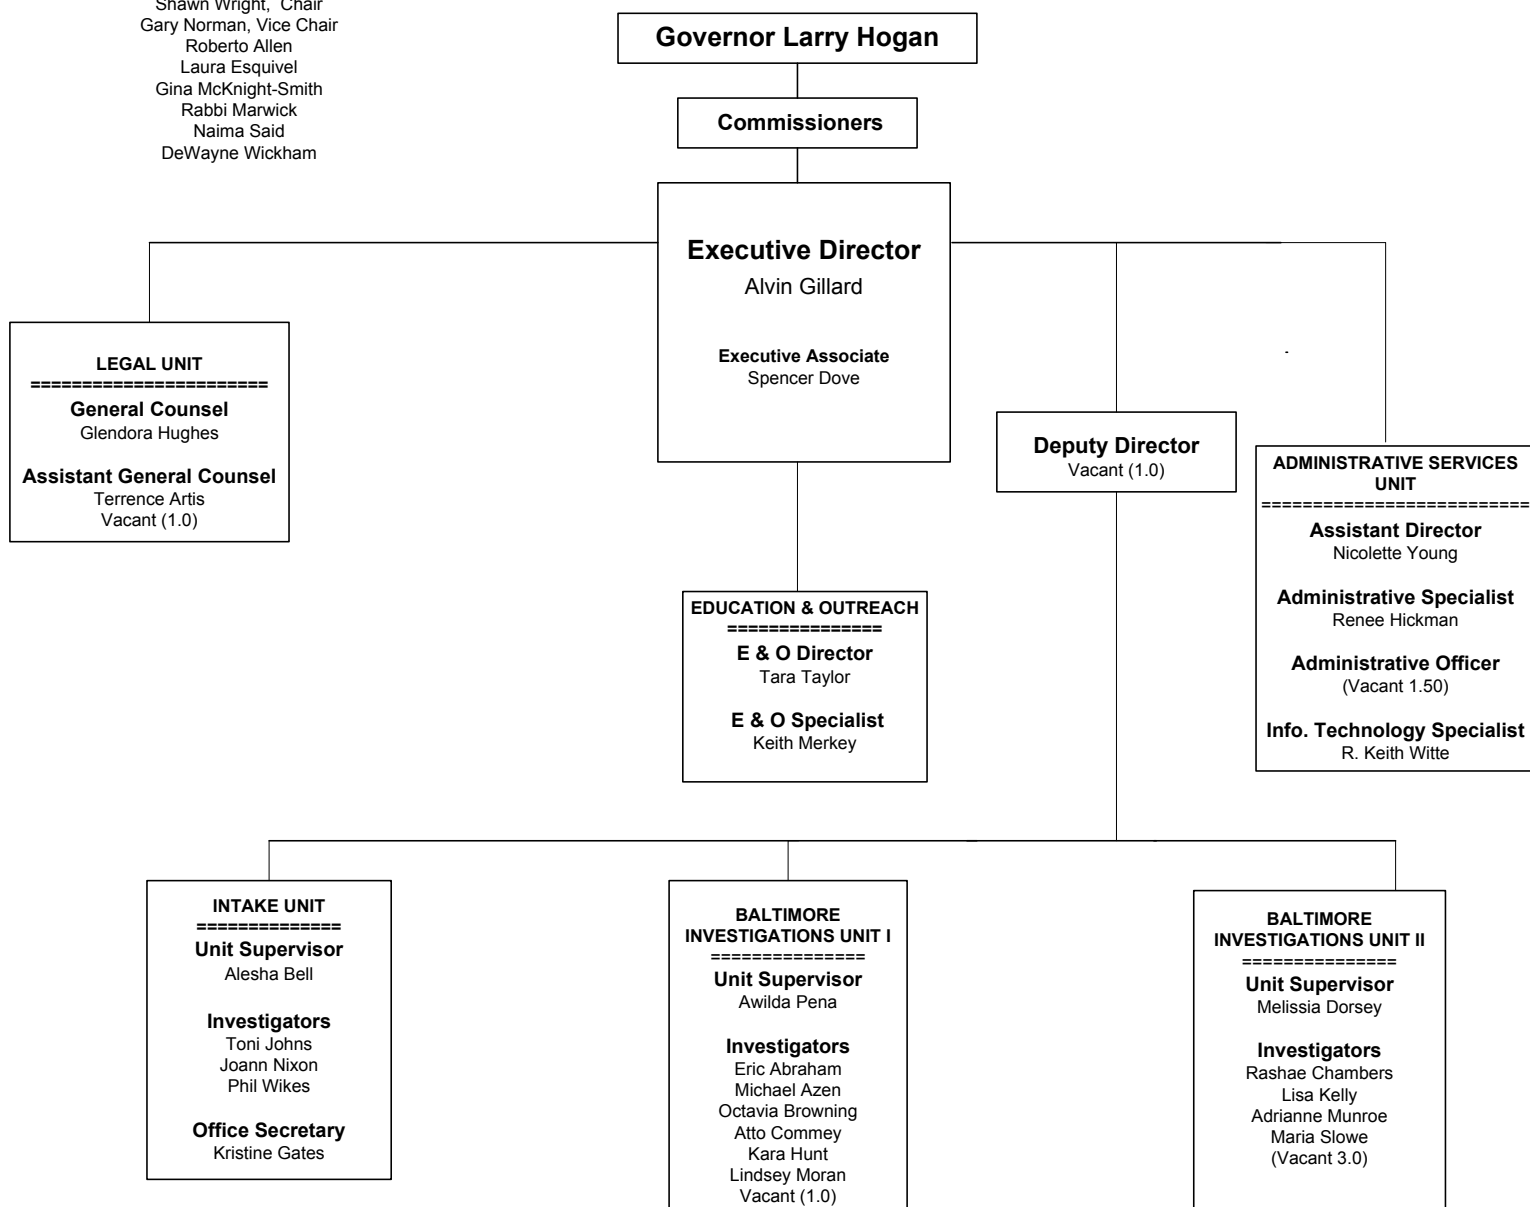 Shawn Wright, Chair
Gary Norman, Vice Chair
Roberto Allen
Laura Esquivel
Gina McKnight-Smith
Rabbi Marwick
Naima Said
DeWayne Wickham
Governor Larry Hogan
Commissioners
Executive Director
Alvin Gillard
Executive Associate
Spencer Dove
LEGAL UNIT
=======================
General Counsel
Glendora Hughes
Assistant General Counsel
Terrence Artis
Vacant (1.0)
Deputy Director
Vacant (1.0)
ADMINISTRATIVE SERVICES
UNIT
==========================
Assistant Director
Nicolette Young
Administrative Specialist
Renee Hickman
Administrative Officer
(Vacant 1.50)
Info. Technology Specialist
R. Keith Witte
EDUCATION & OUTREACH
===============
E & O Director
Tara Taylor
E & O Specialist
Keith Merkey
INTAKE UNIT
==============
Unit Supervisor
Alesha Bell
Investigators
Toni Johns
Joann Nixon
Phil Wikes
Office Secretary
Kristine Gates
BALTIMORE
INVESTIGATIONS UNIT I
===============
Unit Supervisor
Awilda Pena
Investigators
Eric Abraham
Michael Azen
Octavia Browning
Atto Commey
Kara Hunt
Lindsey Moran
Vacant (1.0)
BALTIMORE
INVESTIGATIONS UNIT II
===============
Unit Supervisor
Melissia Dorsey
Investigators
Rashae Chambers
Lisa Kelly
Adrianne Munroe
Maria Slowe
(Vacant 3.0)